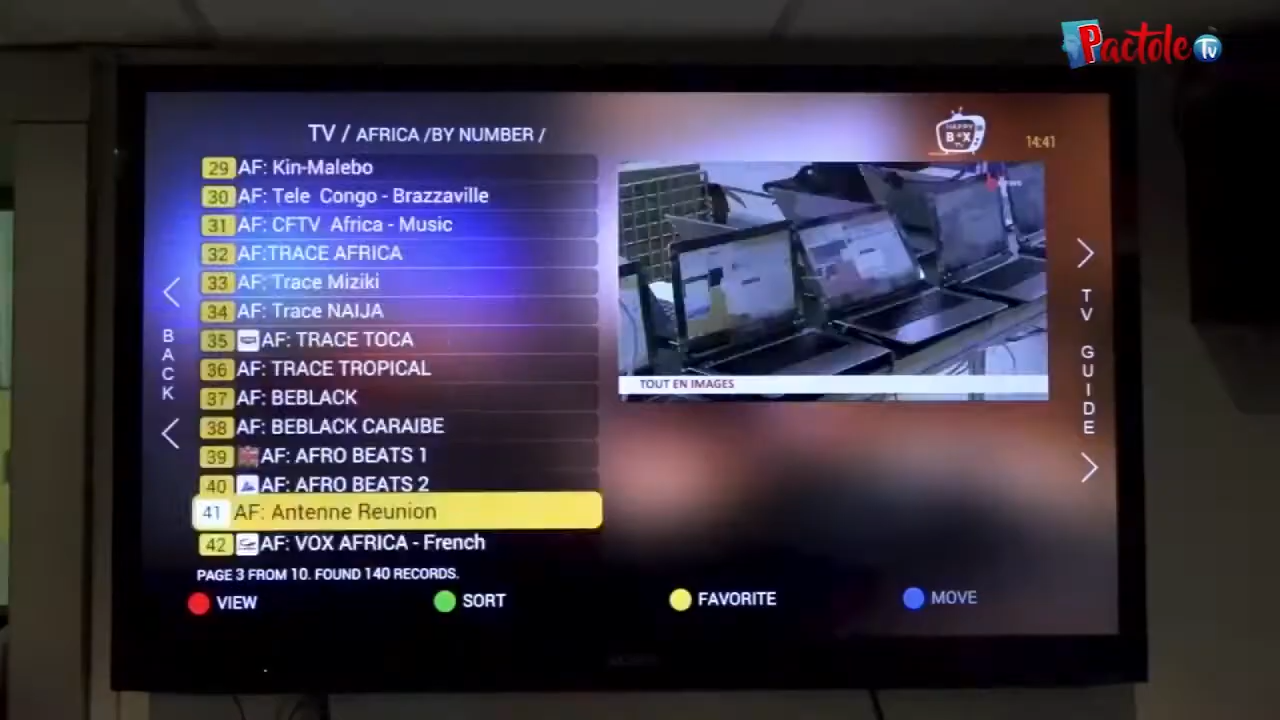 Pactole Tv
TV / AFRICA /BY NUMBER /
HAPPY
BOX
TV
14:41
29 AF: Kin-Malebo
30 AF: Tele Congo - Brazzaville
31 AF: CFTV Africa - Music
32 AF:TRACE AFRICA
33 AF: Trace Miziki
34 AF: Trace NAIJA
35 AF: TRACE TOCA
36 AF: TRACE TROPICAL
37 AF: BEBLACK
38 AF: BEBLACK CARAIBE
39 AF: AFRO BEATS 1
40 AF: AFRO BEATS 2
41 AF: Antenne Reunion
42 AF: VOX AFRICA - French
BACK
TOUT EN IMAGES
TV GUIDE
PAGE 3 FROM 10. FOUND 140 RECORDS.
VIEW SORT FAVORITE MOVE